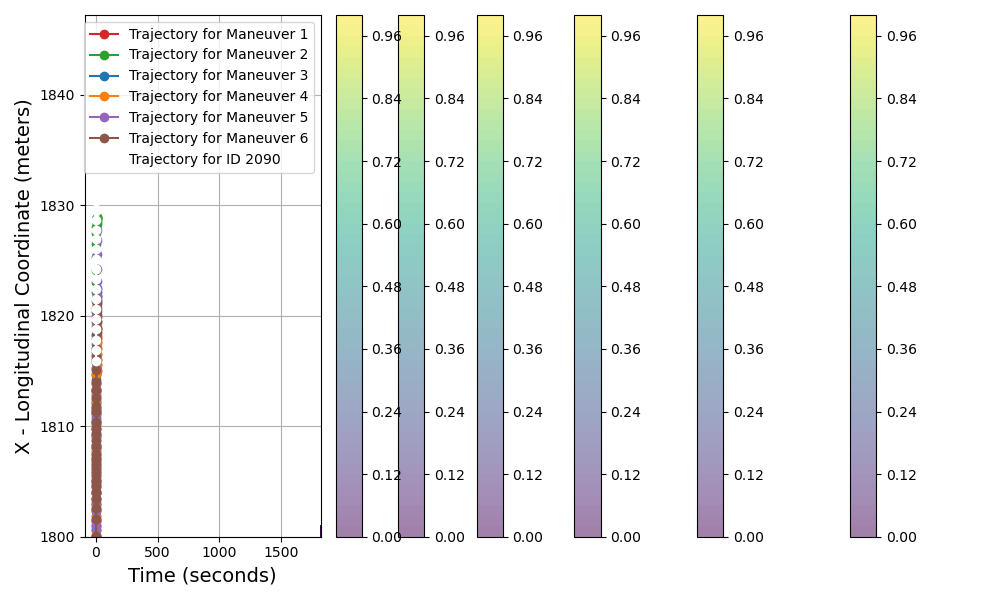 Trajectory for Maneuver 1
Trajectory for Maneuver 2
Trajectory for Maneuver 3
Trajectory for Maneuver 4
Trajectory for Maneuver 5
Trajectory for Maneuver 6
Trajectory for ID 2090
X - Longitudinal Coordinate (meters)
1840
1830
1820
1810
1800
0 500 1000 1500
Time (seconds)
0.96 0.96 0.96 0.96 0.96 0.96
0.84 0.84 0.84 0.84 0.84 0.84
0.72 0.72 0.72 0.72 0.72 0.72
0.60 0.60 0.60 0.60 0.60 0.60
0.48 0.48 0.48 0.48 0.48 0.48
0.36 0.36 0.36 0.36 0.36 0.36
0.24 0.24 0.24 0.24 0.24 0.24
0.12 0.12 0.12 0.12 0.12 0.12
0.00 0.00 0.00 0.00 0.00 0.00